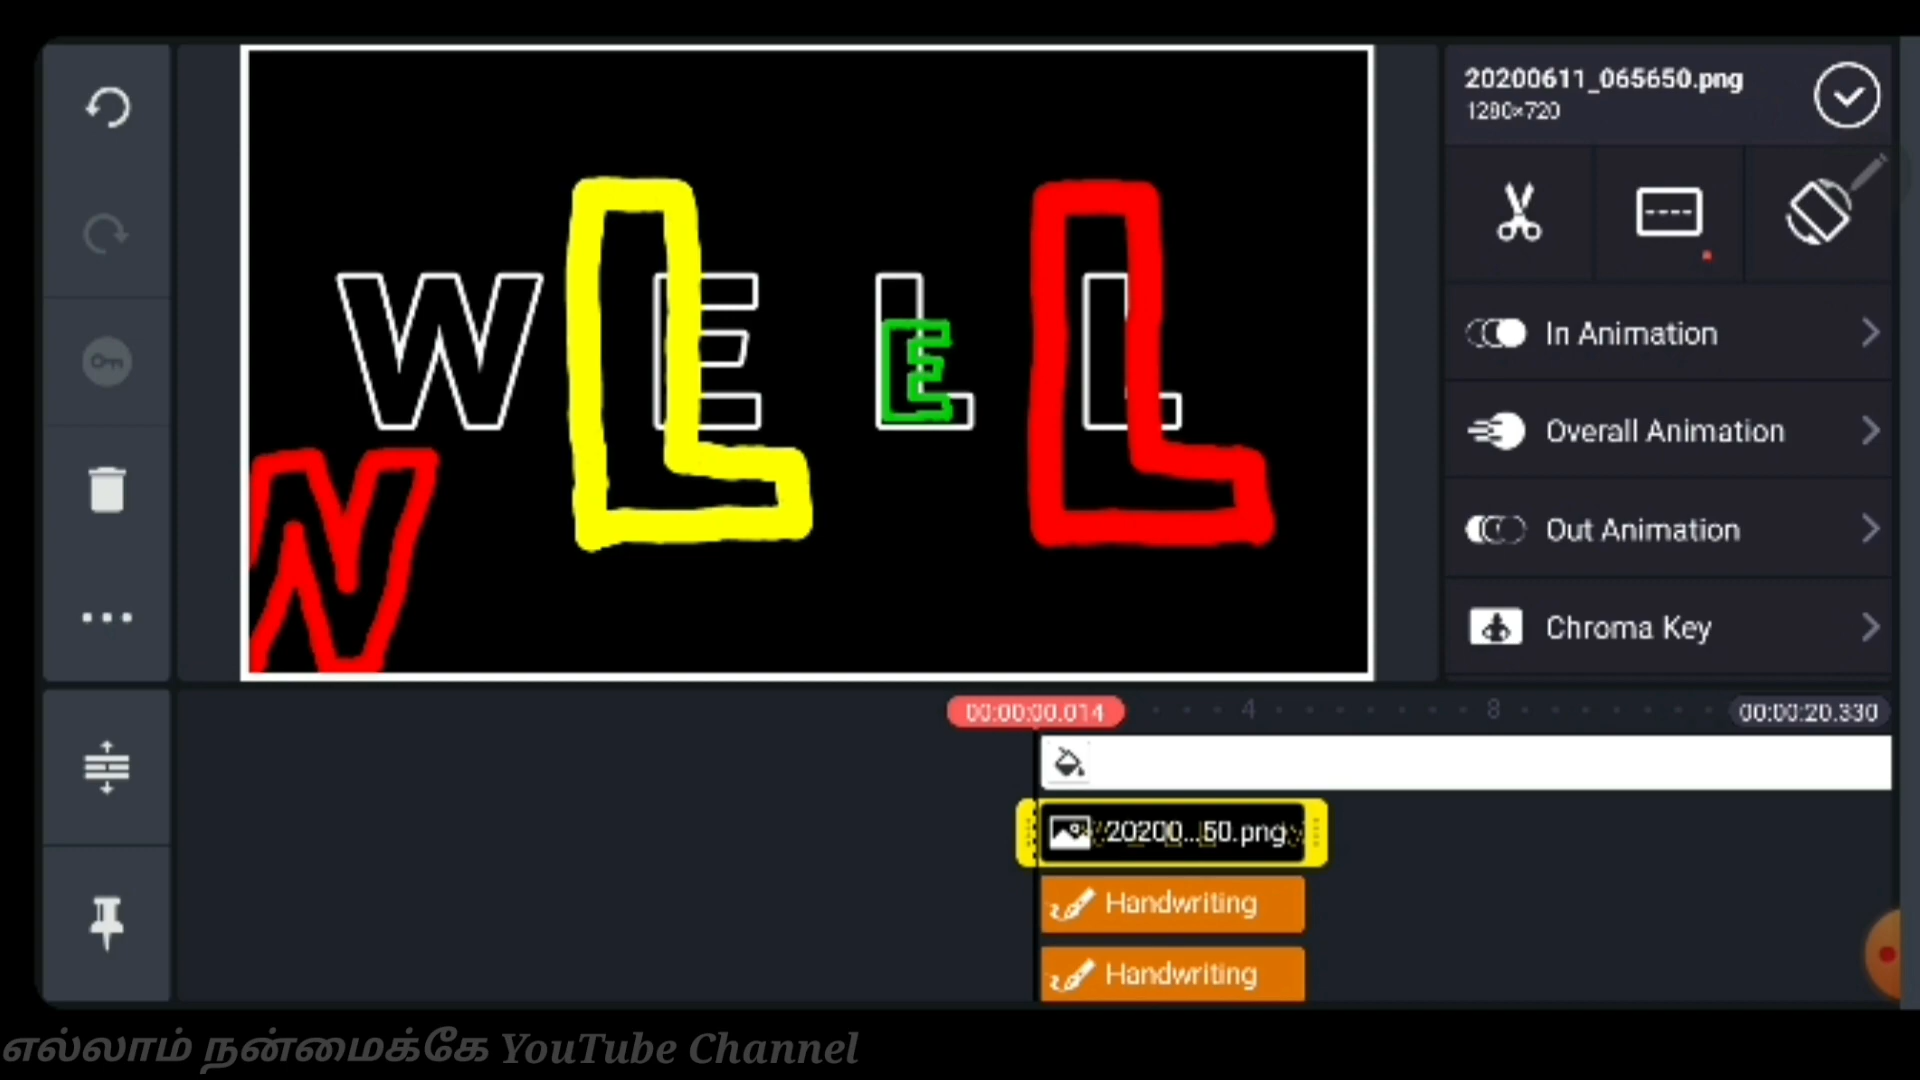 20200611_065650.png
1280×720
W E L L
L
L
E
W
In Animation
Overall Animation
Out Animation
Chroma Key
00:00:00.014
4
8
00:00:20.330
20200...50.png
Handwriting
Handwriting
எல்லாம் நன்மைக்கே YouTube Channel